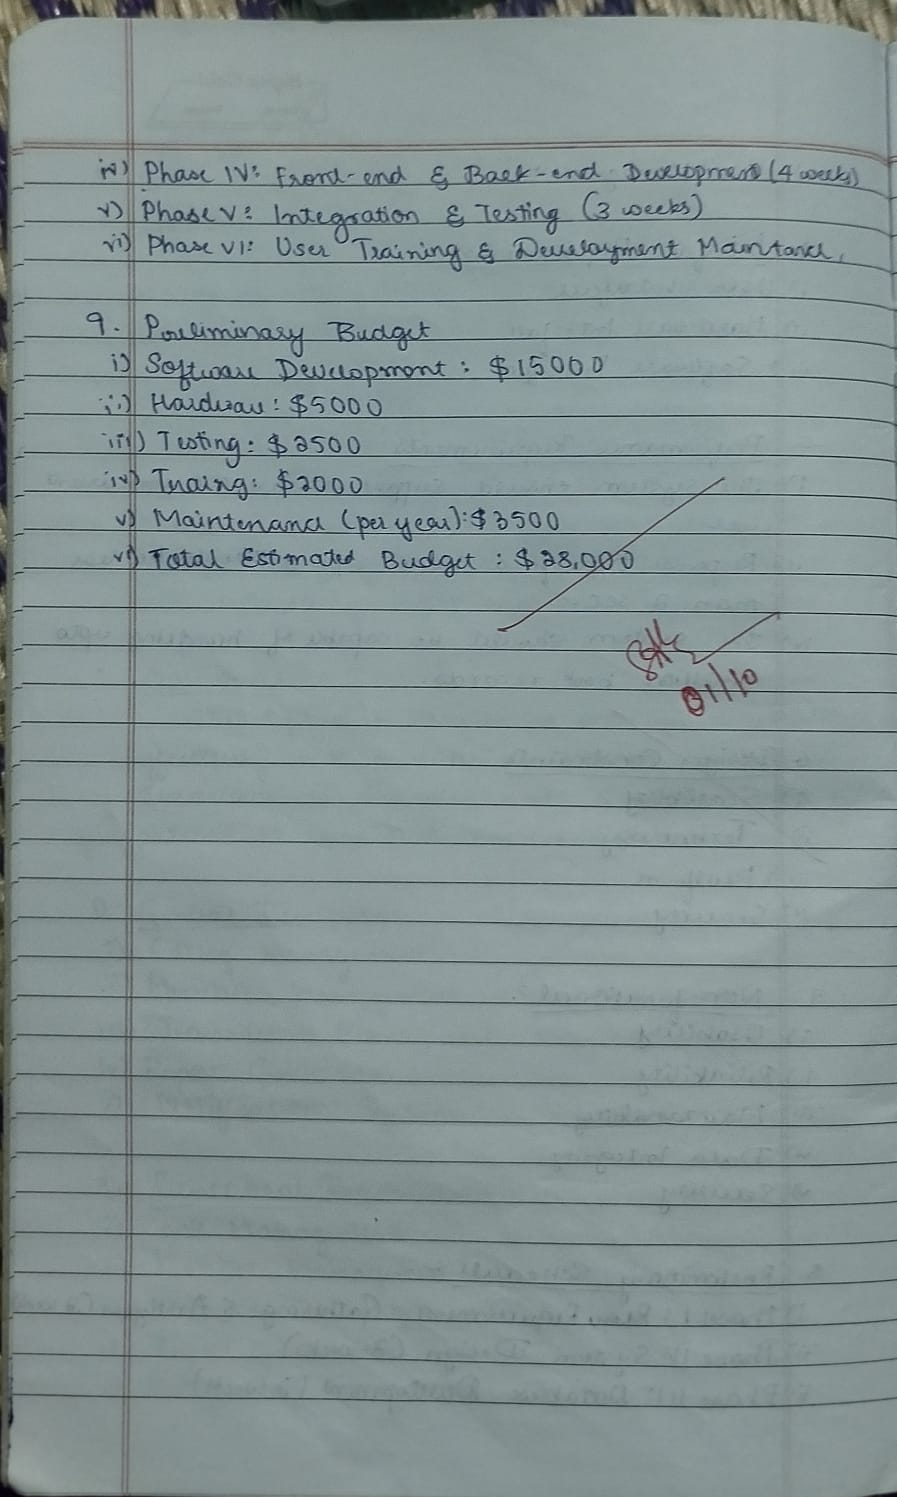 iv) Phase IV: Frond-end & Back-end Development (4 weeks)
v) Phase V: Integration & Testing (3 weeks)
vi) Phase VI: User Training & Development Maintance,
9. Preliminary Budget
i) Software Development: $15000
ii) Hardware: $5000
iii) Testing: $2500
iv) Traing: $2000
v) Maintenance (per year): $3500
vi) Total Estimated Budget: $28,000
01/10